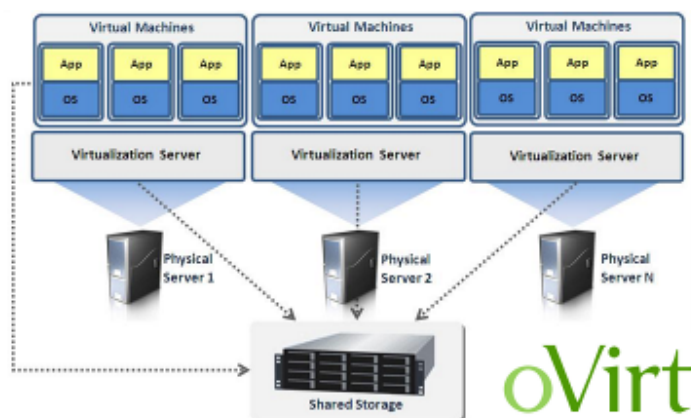 Virtual Machines Virtual Machines Virtual Machines
App App App App App App App App App
OS OS OS OS OS OS OS OS OS
Virtualization Server Virtualization Server Virtualization Server
Physical
Server 1
Physical
Server 2
Physical
Server N
Shared Storage
oVirt